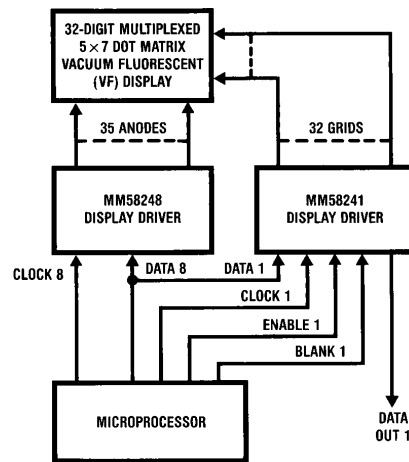 32-DIGIT MULTIPLEXED
5 × 7 DOT MATRIX
VACUUM FLUORESCENT
(VF) DISPLAY
35 ANODES
32 GRIDS
MM58248
DISPLAY DRIVER
MM58241
DISPLAY DRIVER
CLOCK 8
DATA 8
DATA 1
CLOCK 1
ENABLE 1
BLANK 1
MICROPROCESSOR
DATA
OUT 1